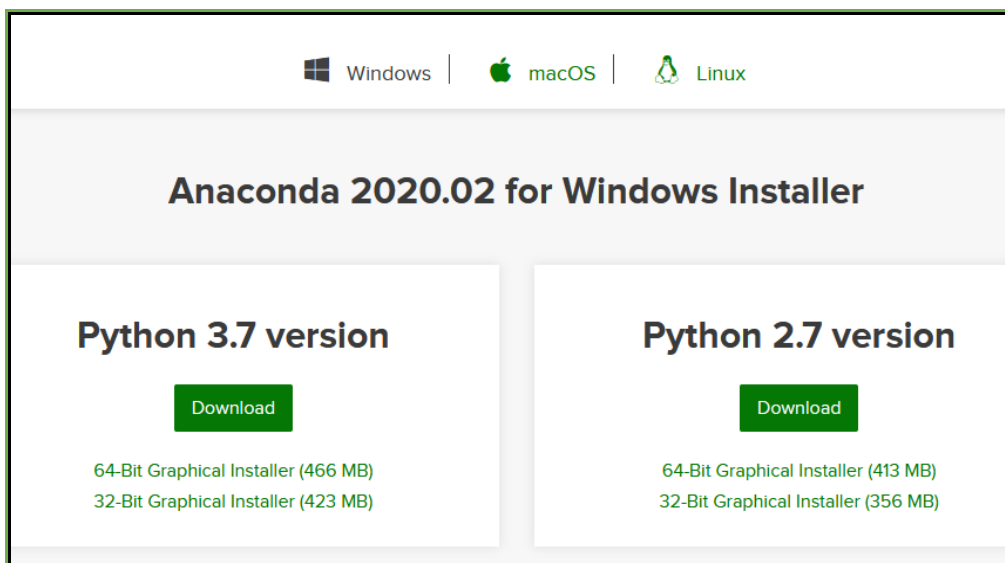 Windows macOS Linux
Anaconda 2020.02 for Windows Installer
Python 3.7 version
Download
64-Bit Graphical Installer (466 MB)
32-Bit Graphical Installer (423 MB)
Python 2.7 version
Download
64-Bit Graphical Installer (413 MB)
32-Bit Graphical Installer (356 MB)